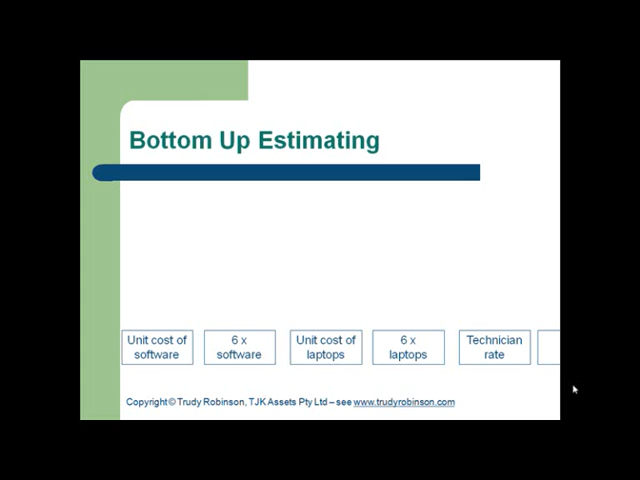 Bottom Up Estimating
Unit cost of
software
6 x
software
Unit cost of
laptops
6 x
laptops
Technician
rate
Copyright © Trudy Robinson, TJK Assets Pty Ltd – see www.trudyrobinson.com